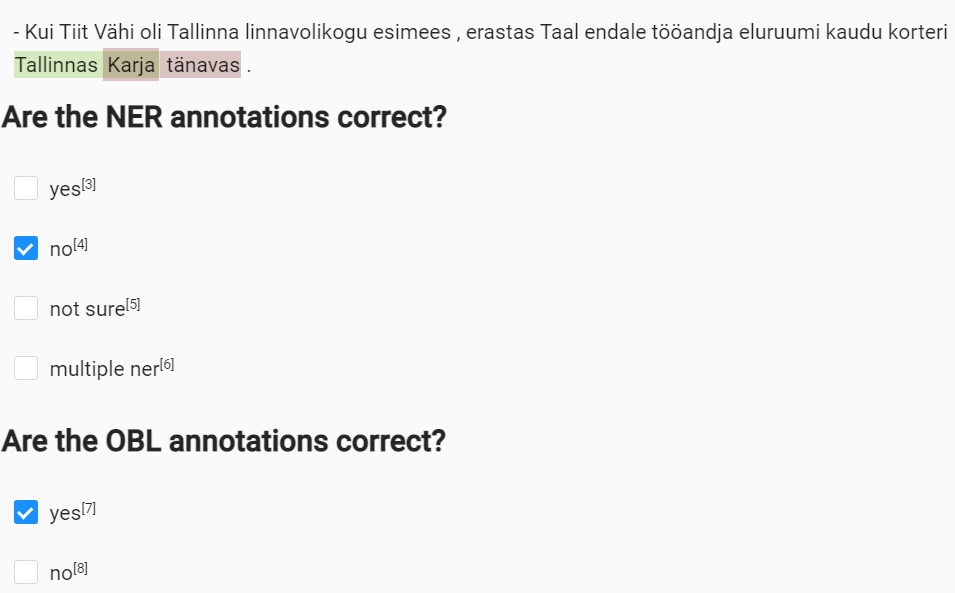 - Kui Tiit Vähi oli Tallinna linnavolikogu esimees , erastas Taal endale tööandja eluruumi kaudu korteri
Tallinnas Karja tänavas .
Are the NER annotations correct?
yes[3]
no[4]
not sure[5]
multiple ner[6]
Are the OBL annotations correct?
yes[7]
no[8]